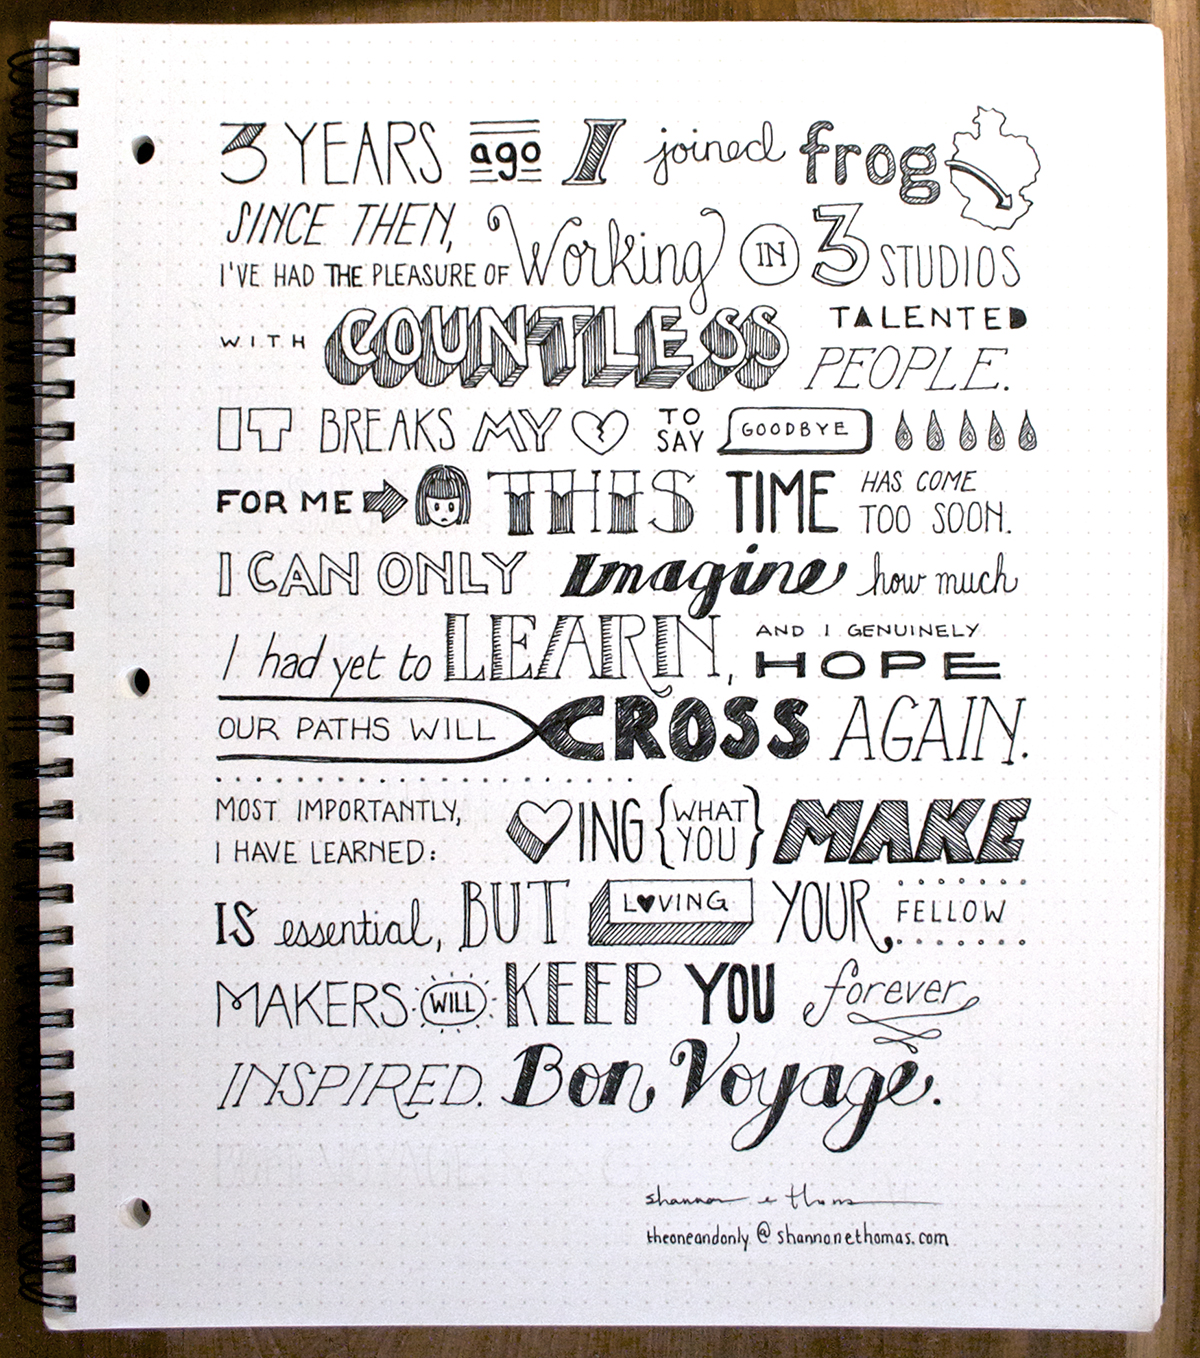 3 YEARS ago I joined frog
SINCE THEN,
I'VE HAD THE PLEASURE OF Working IN 3 STUDIOS
WITH COUNTLESS TALENTED PEOPLE.
IT BREAKS MY TO SAY GOODBYE
FOR ME THIS TIME HAS COME TOO SOON.
I CAN ONLY Imagine how much
I had yet to LEARN, AND I GENUINELY HOPE
OUR PATHS WILL CROSS AGAIN.
MOST IMPORTANTLY,
I HAVE LEARNED: ING {WHAT YOU} MAKE
IS essential, BUT L♥VING YOUR FELLOW
MAKERS WILL KEEP YOU forever
INSPIRED. Bon Voyage.
shannon e thomas
theoneandonly@shannonethomas.com